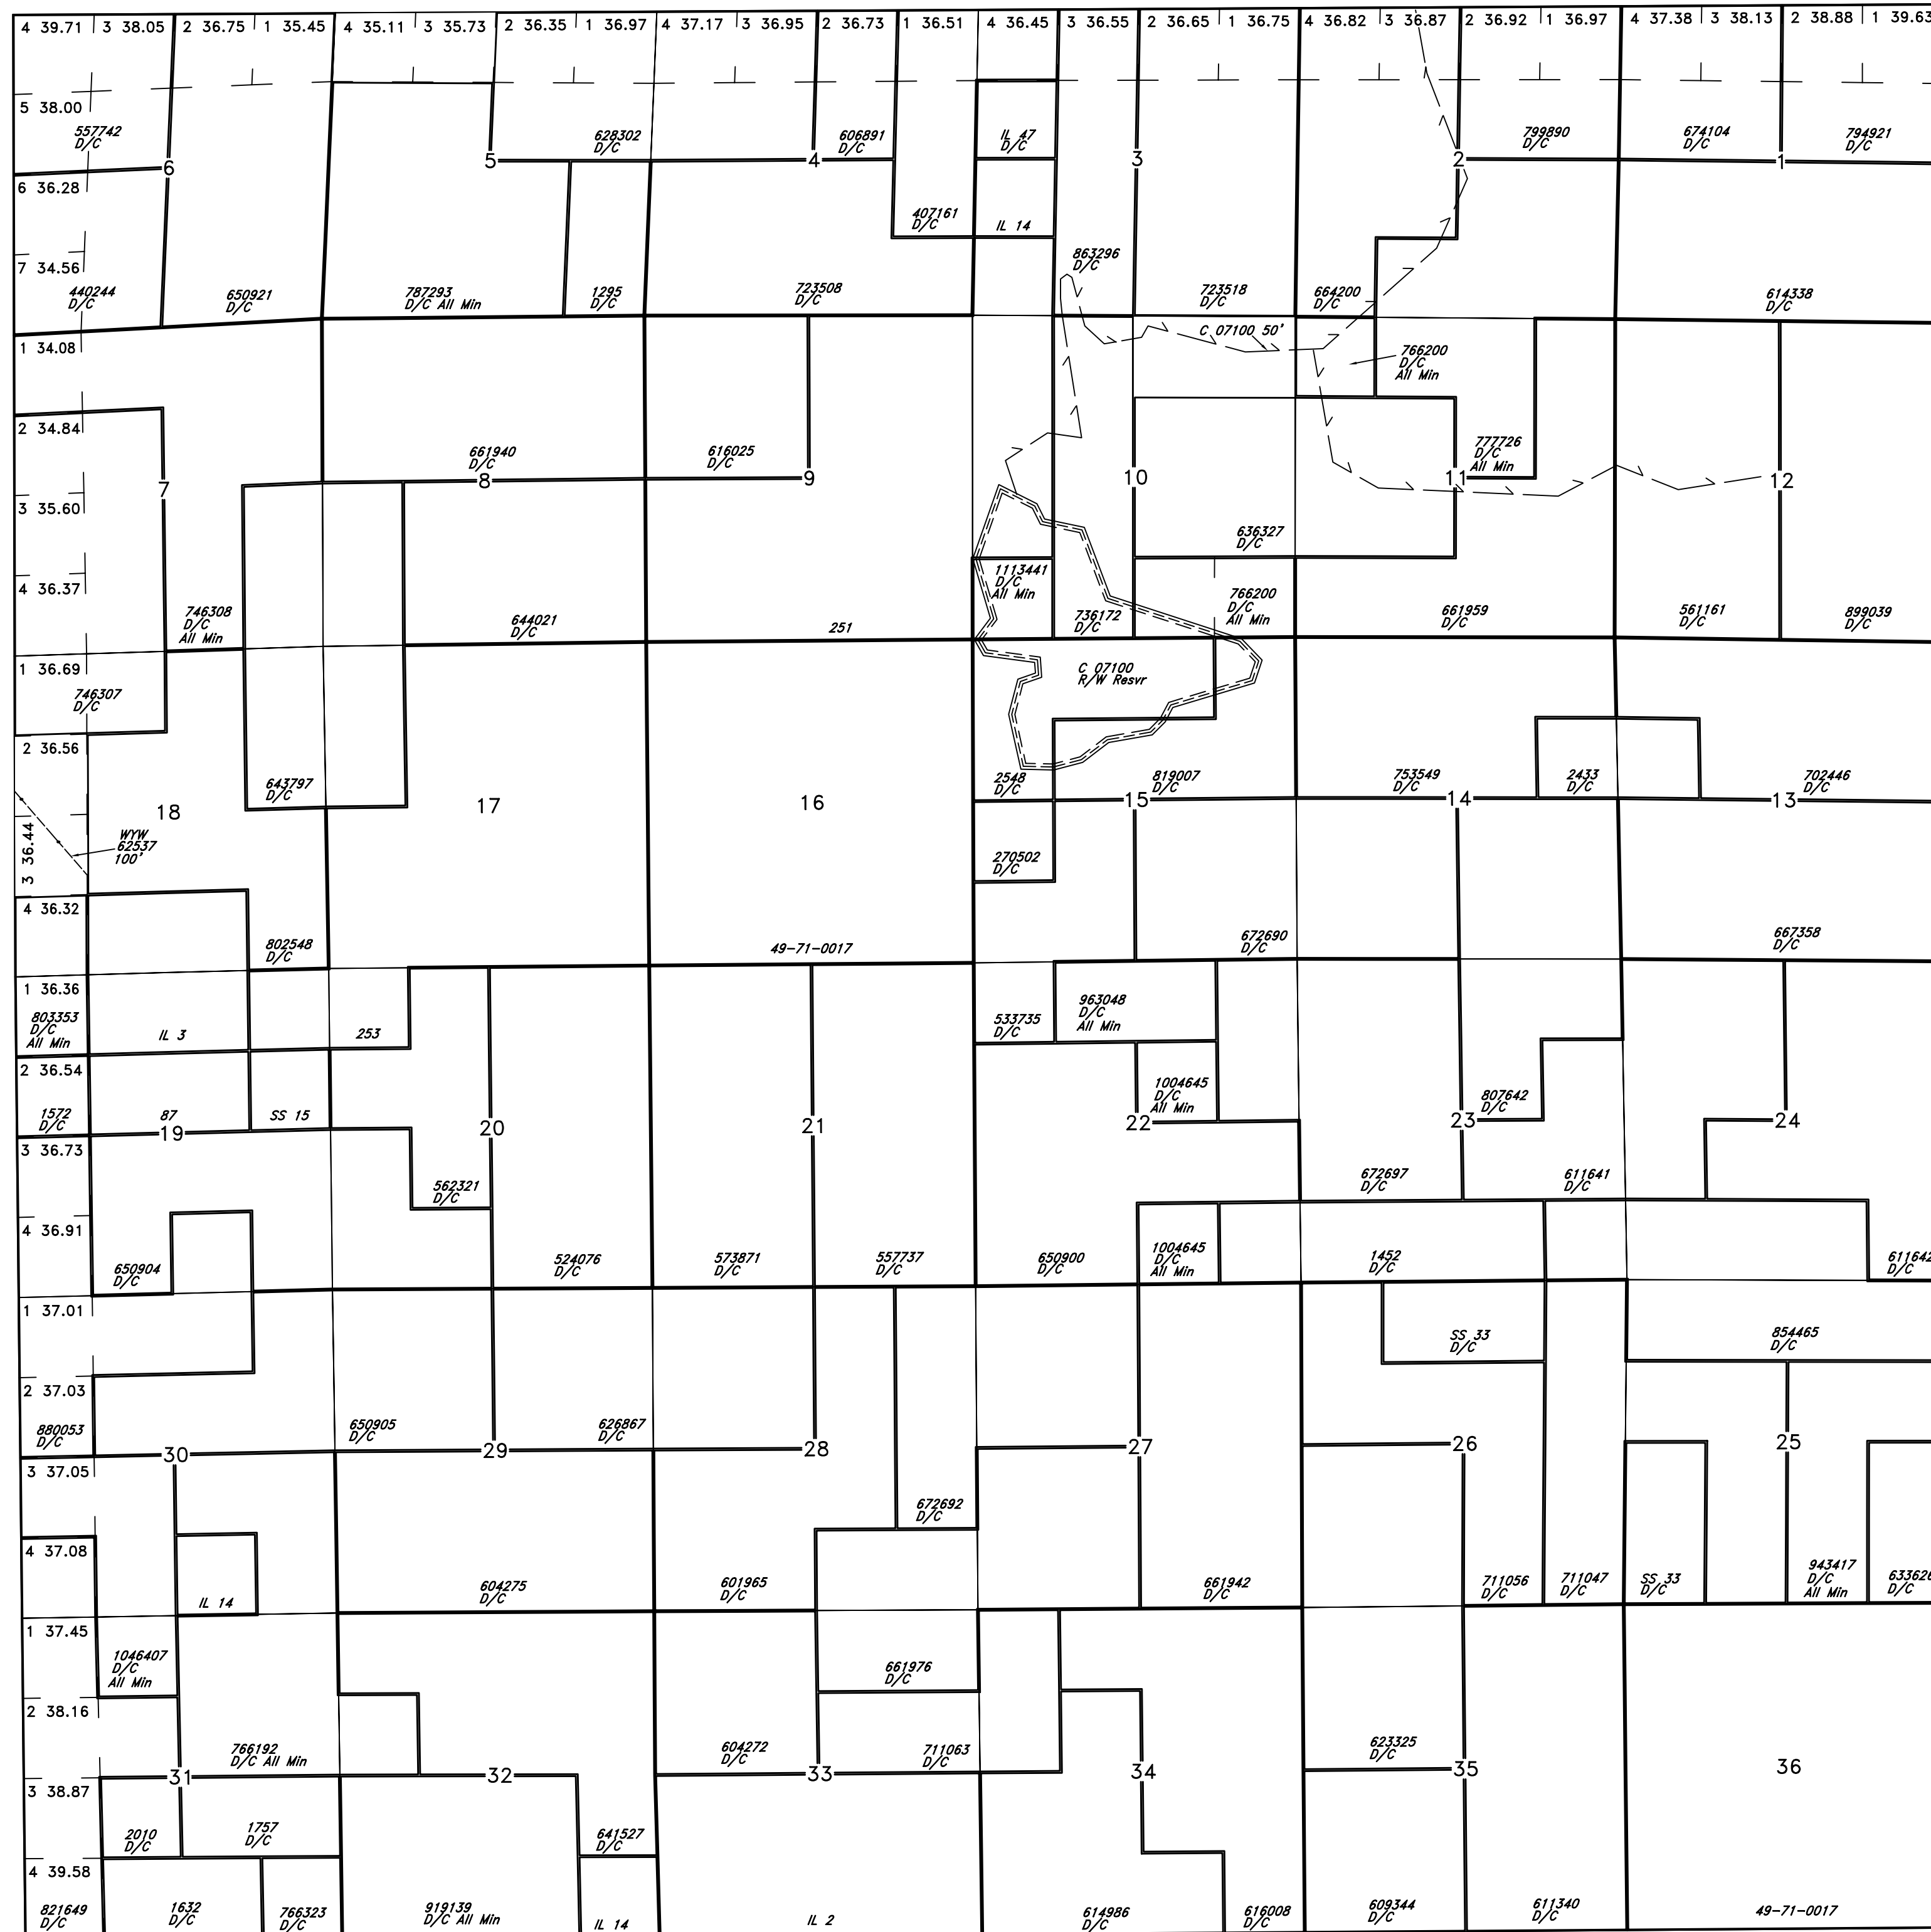 4 39.71 3 38.05 2 36.75 1 35.45 4 35.11 3 35.73 2 36.35 1 36.97 4 37.17 3 36.95 2 36.73 1 36.51 4 36.45 3 36.55 2 36.65 1 36.75 4 36.82 3 36.87 2 36.92 1 36.97 4 37.38 3 38.13 2 38.88 1 39.63
5 38.00
557742
D/C
628302
D/C
606891
D/C
IL 47
D/C
799890
D/C
674104
D/C
794921
D/C
6
5
4
3
2
1
6 36.28
407161
D/C
IL 14
7 34.56
863296
D/C
440244
D/C
650921
D/C
787293
D/C All Min
1295
D/C
723508
D/C
723518
D/C
664200
D/C
614338
D/C
1 34.08
C 07100 50'
766200
D/C
All Min
2 34.84
661940
D/C
616025
D/C
777726
D/C
All Min
7
8
9
10
11
12
3 35.60
636327
D/C
4 36.37
1113441
D/C
All Min
746308
D/C
All Min
644021
D/C
251
736172
D/C
766200
D/C
All Min
661959
561161
D/C
899039
D/C
1 36.69
746307
D/C
C 07100
R/W Resvr
2 36.56
643797
D/C
2548
D/C
819007
D/C
753549
D/C
2433
D/C
702446
D/C
18
17
16
15
14
13
3 36.44
WYW
62537
100'
270502
D/C
4 36.32
802548
D/C
49-71-0017
672690
D/C
667358
D/C
1 36.36
803353
D/C
All Min
IL 3
253
533735
D/C
963048
D/C
All Min
2 36.54
1572
D/C
87
SS 15
1004645
D/C
All Min
807642
D/C
19
20
21
22
23
24
3 36.73
562321
D/C
672697
D/C
611641
D/C
4 36.91
650904
D/C
524076
D/C
573871
D/C
557737
D/C
650900
D/C
1004645
D/C
All Min
1452
D/C
611642
D/C
1 37.01
SS 33
D/C
854465
D/C
2 37.03
880053
D/C
650905
D/C
626867
D/C
30
29
28
27
26
25
3 37.05
672692
D/C
4 37.08
IL 14
604275
D/C
601965
D/C
661942
D/C
711056
D/C
711047
D/C
SS 33
D/C
943417
D/C
All Min
D/C
1 37.45
1046407
D/C
All Min
661976
D/C
2 38.16
766192
D/C All Min
604272
D/C
711063
D/C
623325
D/C
31
32
33
34
35
36
3 38.87
2010
D/C
1757
D/C
641527
D/C
4 39.58
821649
D/C
1632
D/C
766323
D/C
919139
D/C All Min
IL 14
IL 2
614986
D/C
616008
D/C
609344
D/C
611340
D/C
49-71-0017